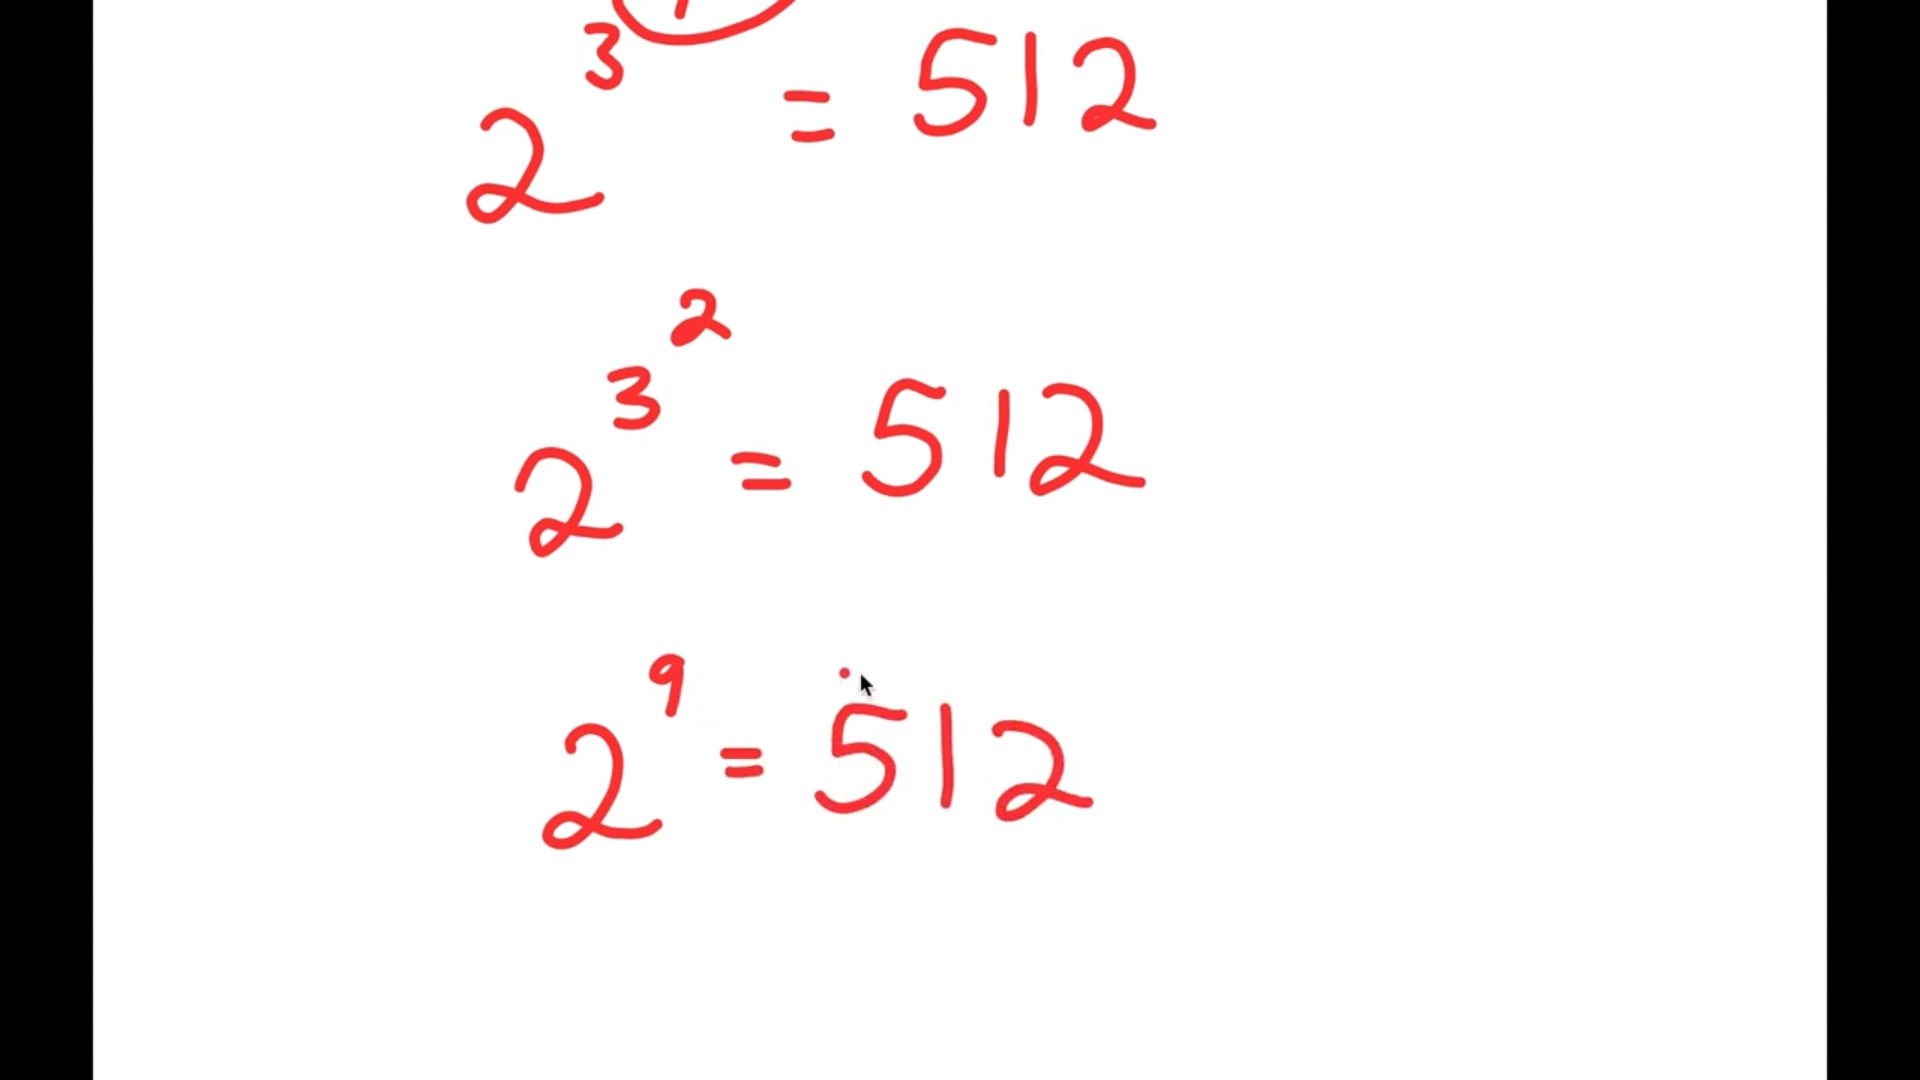 2^3 = 512
2^3^2 = 512
2^9 = 512